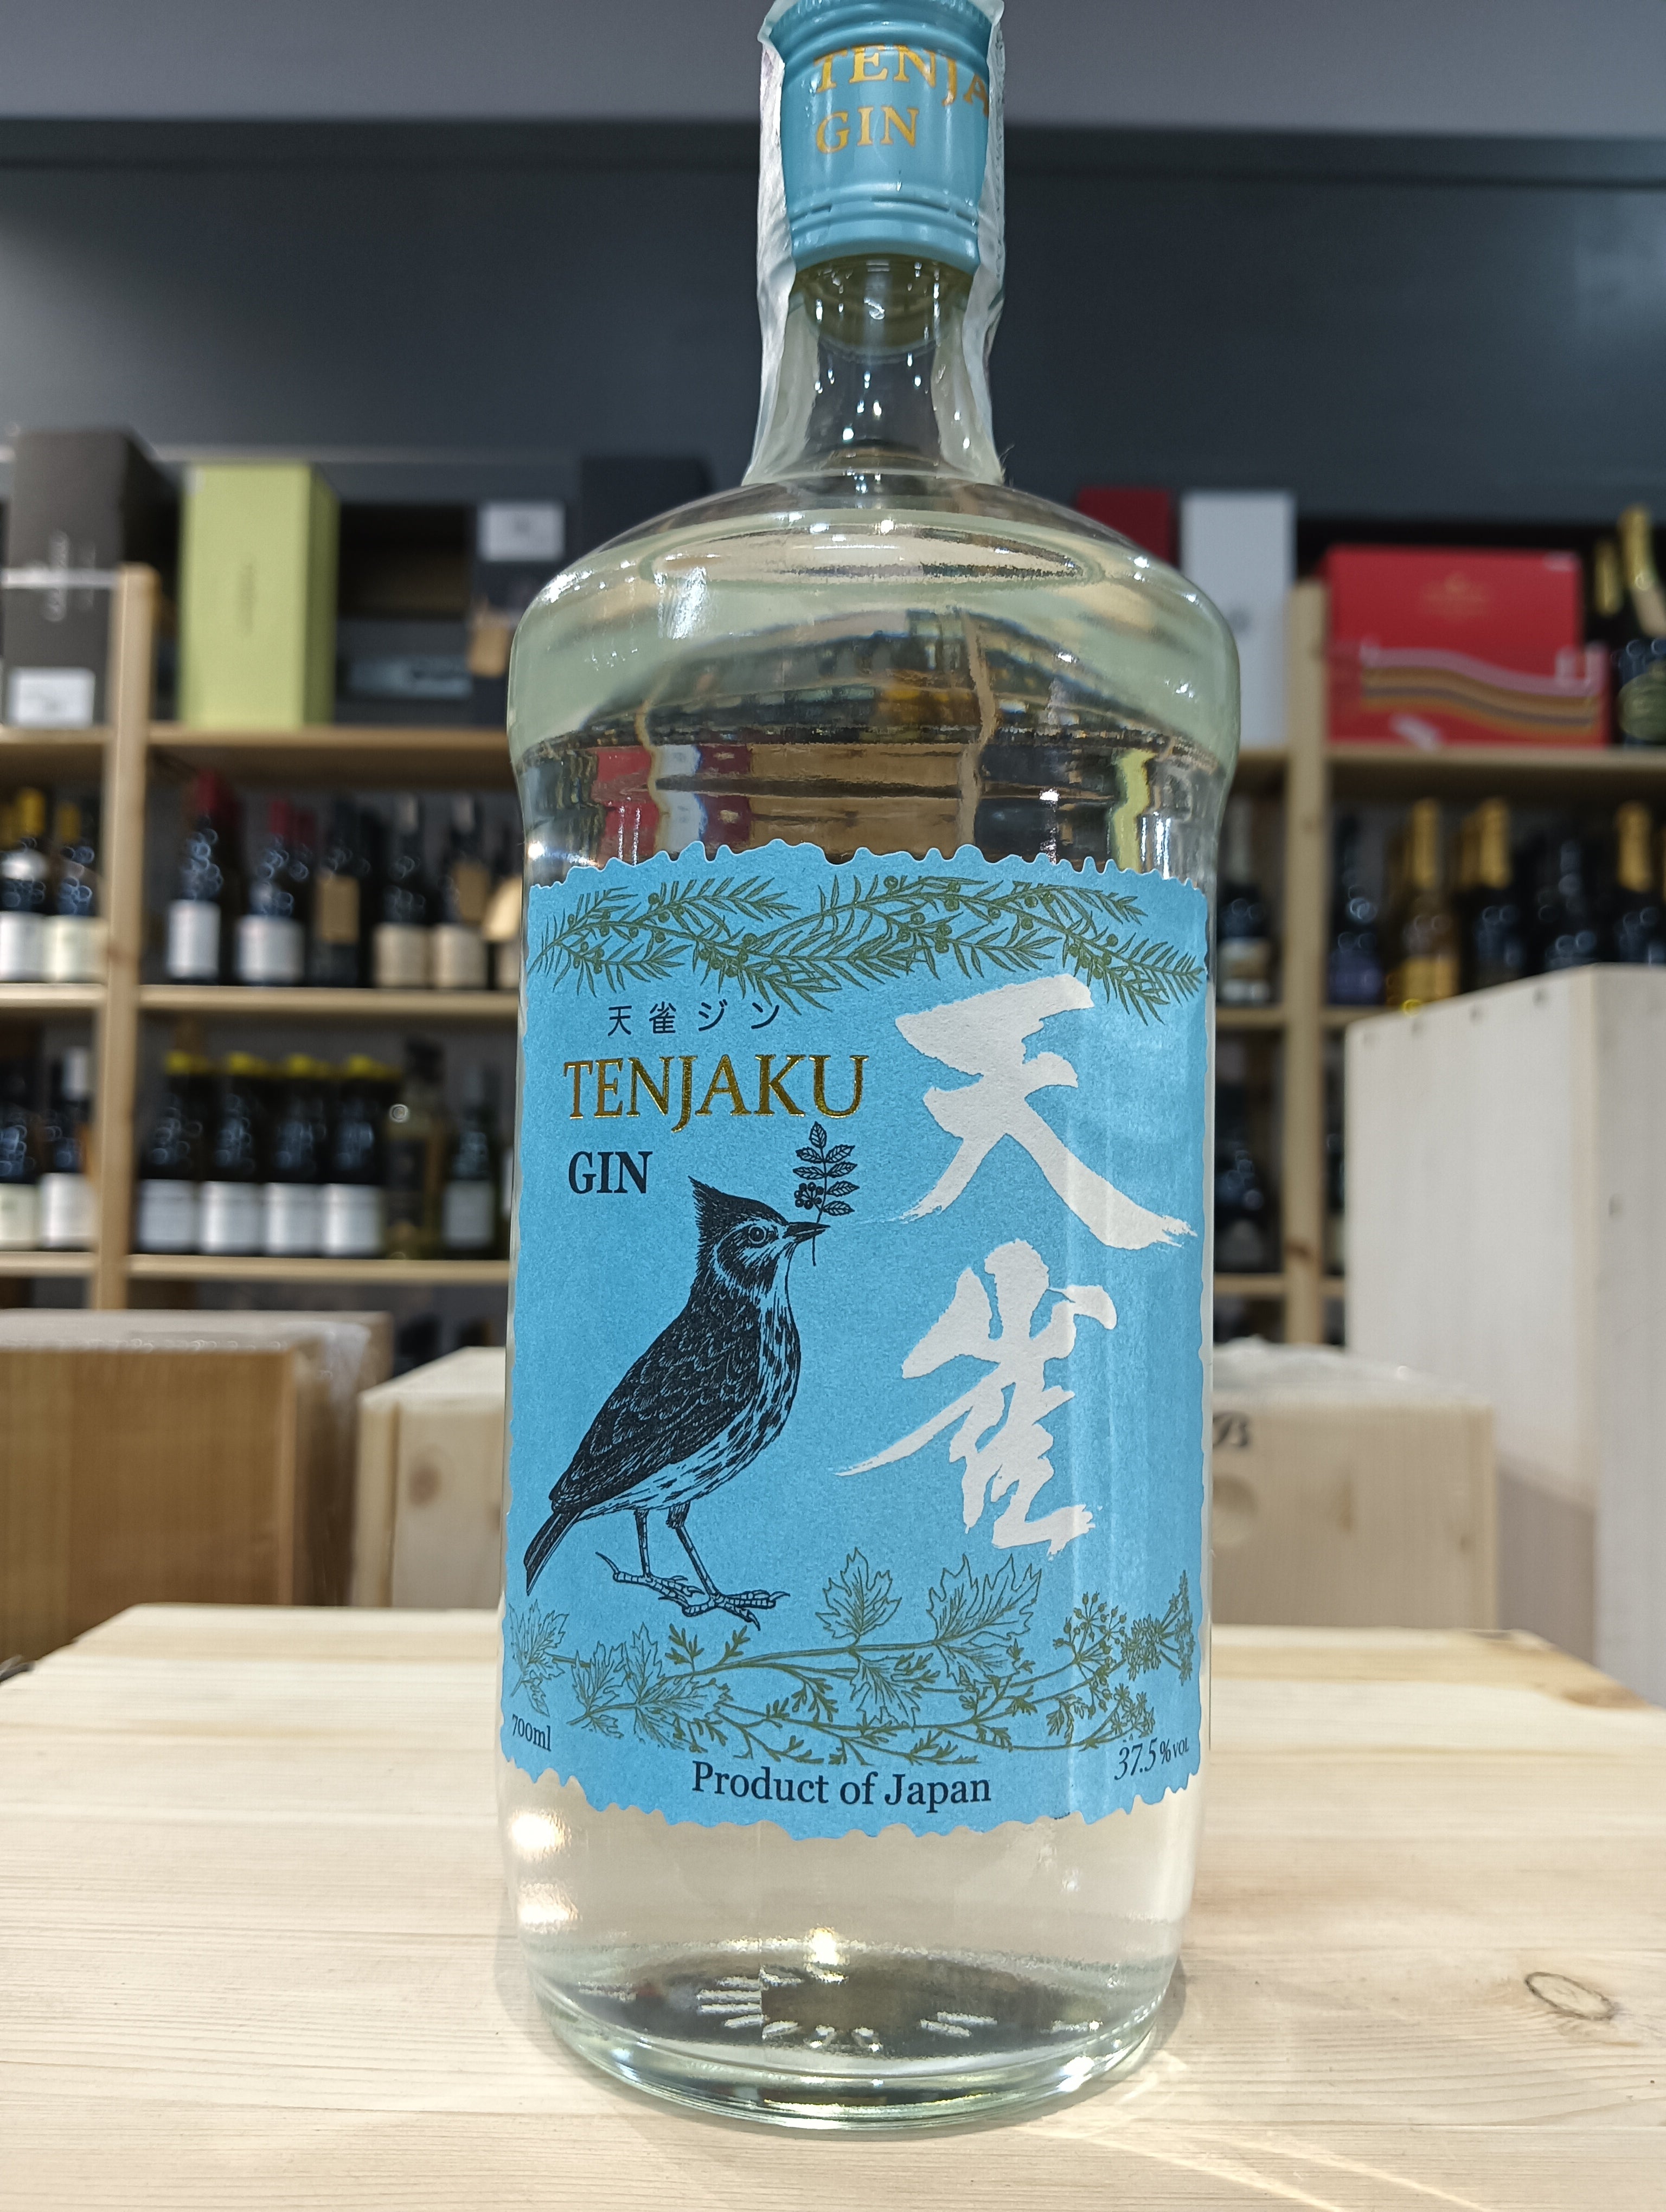 TENJA
GIN
天雀ジン
TENJAKU
GIN
天雀
700ml
37.5%vol
Product of Japan
B